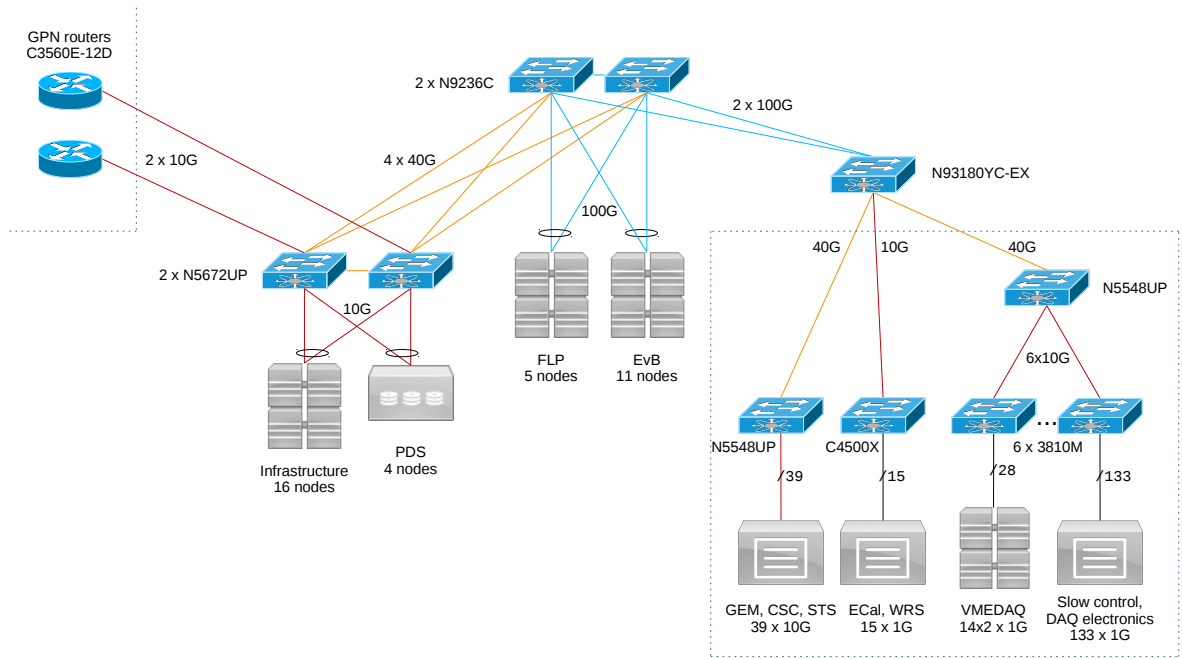 GPN routers
C3560E-12D
2 x N9236C
2 x 100G
2 x 10G
4 x 40G
N93180YC-EX
100G
40G
10G
40G
2 x N5672UP
N5548UP
10G
FLP
5 nodes
EvB
11 nodes
6x10G
N5548UP
C4500X
...
6 x 3810M
PDS
4 nodes
Infrastructure
16 nodes
/39
/15
/28
/133
GEM, CSC, STS
39 x 10G
ECal, WRS
15 x 1G
VMEDAQ
14x2 x 1G
Slow control,
DAQ electronics
133 x 1G